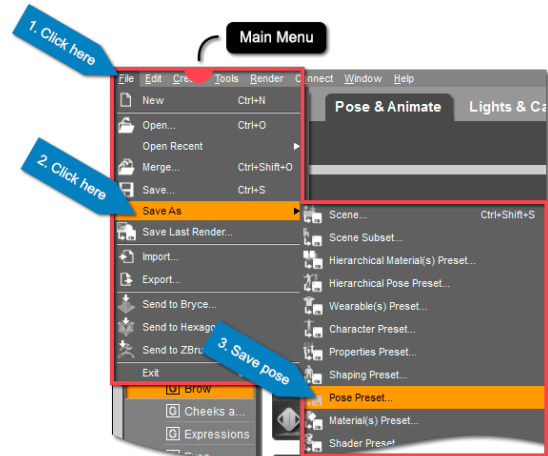 1. Click here
Main Menu
File Edit Tools Render Connect Window Help
New Ctrl+N
Pose & Animate Lights & Ca
Open... Ctrl+O
Open Recent
Merge... Ctrl+Shift+O
2. Click here
Save... Ctrl+S
Save As
Scene... Ctrl+Shift+S
Save Last Render...
Scene Subset...
Import...
Hierarchical Material(s) Preset...
Export...
Hierarchical Pose Preset...
Send to Bryce...
Wearable(s) Preset...
Send to Hexago
Character Preset...
Send to ZBru
3. Save pose
Properties Preset...
Exit
Shaping Preset...
G Brow
Pose Preset...
G Cheeks a...
Material(s) Preset...
G Expressions
Shader Preset